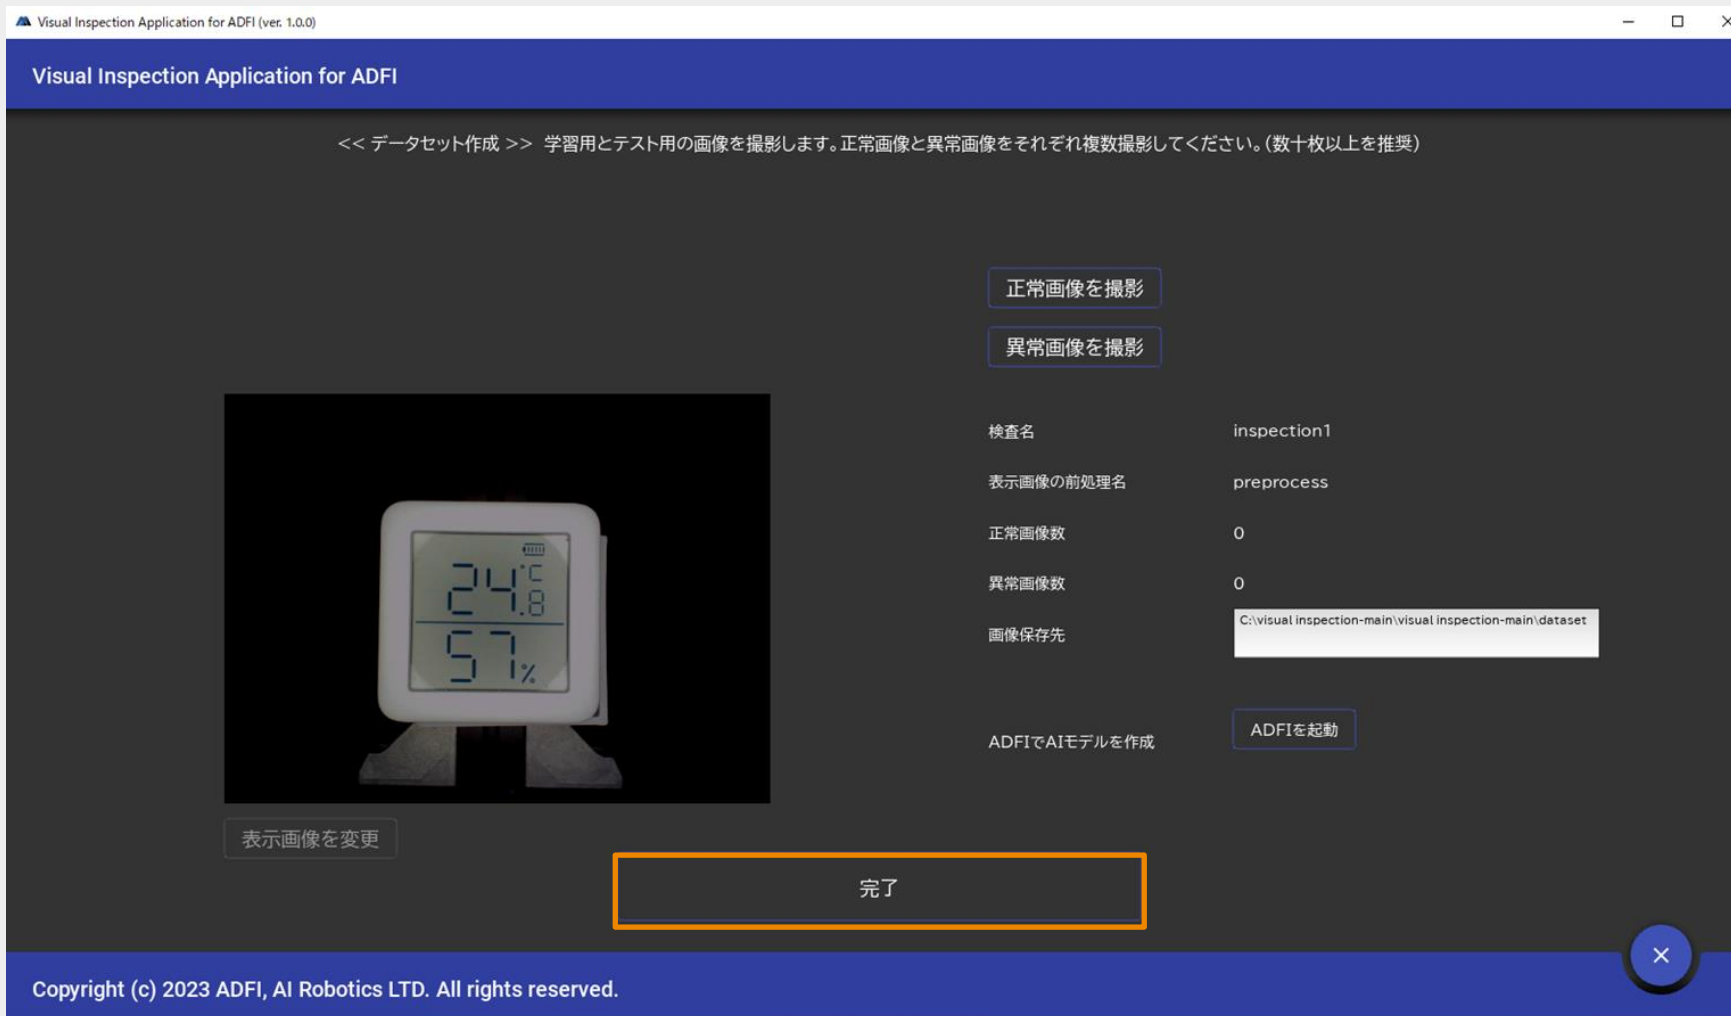 Visual Inspection Application for ADFI (ver. 1.0.0)
Visual Inspection Application for ADFI
<< データセット作成 >> 学習用とテスト用の画像を撮影します。正常画像と異常画像をそれぞれ複数撮影してください。(数十枚以上を推奨)
正常画像を撮影
異常画像を撮影
検査名 inspection1
表示画像の前処理名 preprocess
正常画像数 0
異常画像数 0
画像保存先 C:\visual inspection-main\visual inspection-main\dataset
ADFIでAIモデルを作成 ADFIを起動
24.8°C
57%
表示画像を変更
完了
Copyright (c) 2023 ADFI, AI Robotics LTD. All rights reserved.